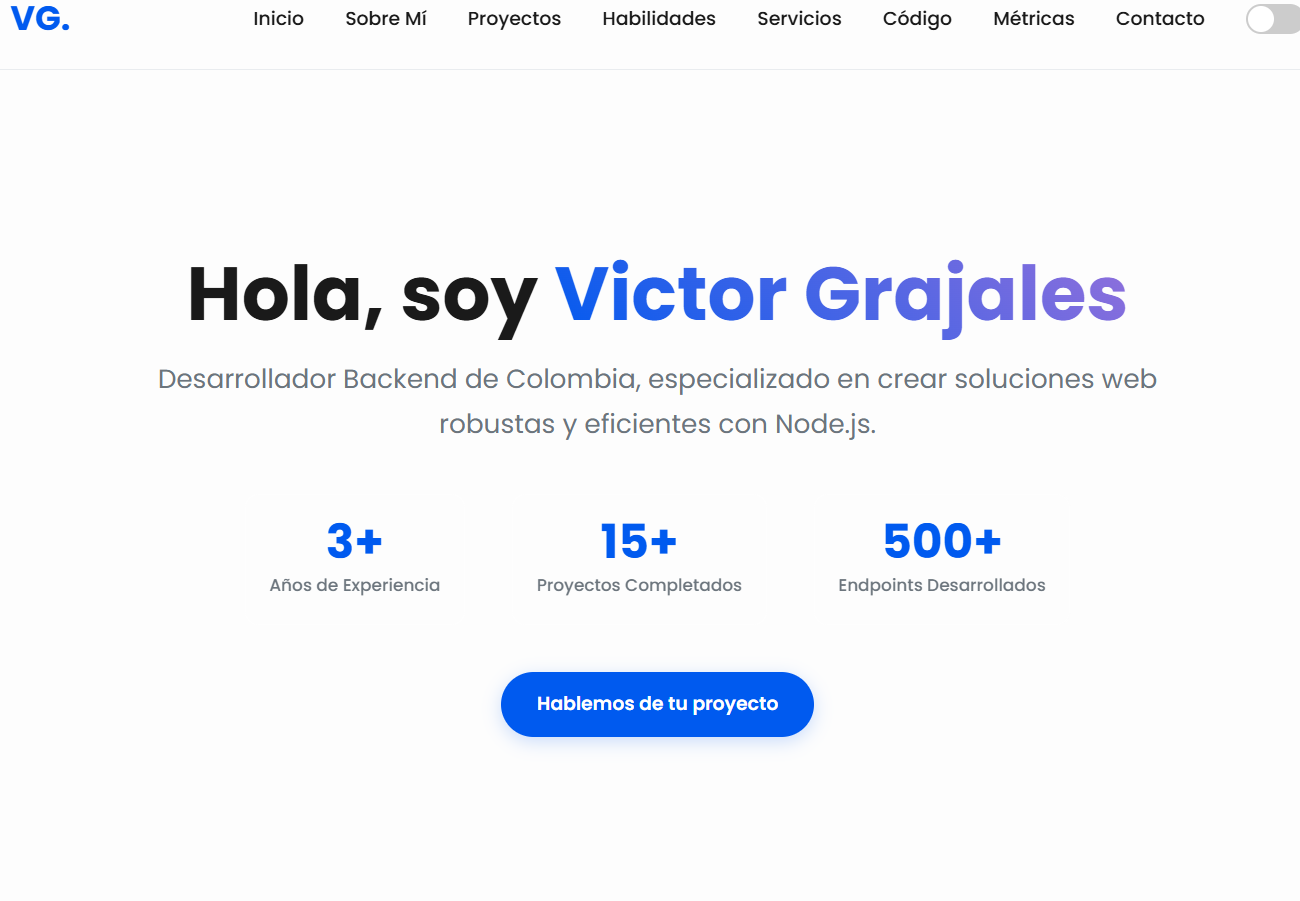 VG.
Inicio Sobre Mí Proyectos Habilidades Servicios Código Métricas Contacto
Hola, soy Victor Grajales
Desarrollador Backend de Colombia, especializado en crear soluciones web
robustas y eficientes con Node.js.
3+ 15+ 500+
Años de Experiencia Proyectos Completados Endpoints Desarrollados
Hablemos de tu proyecto